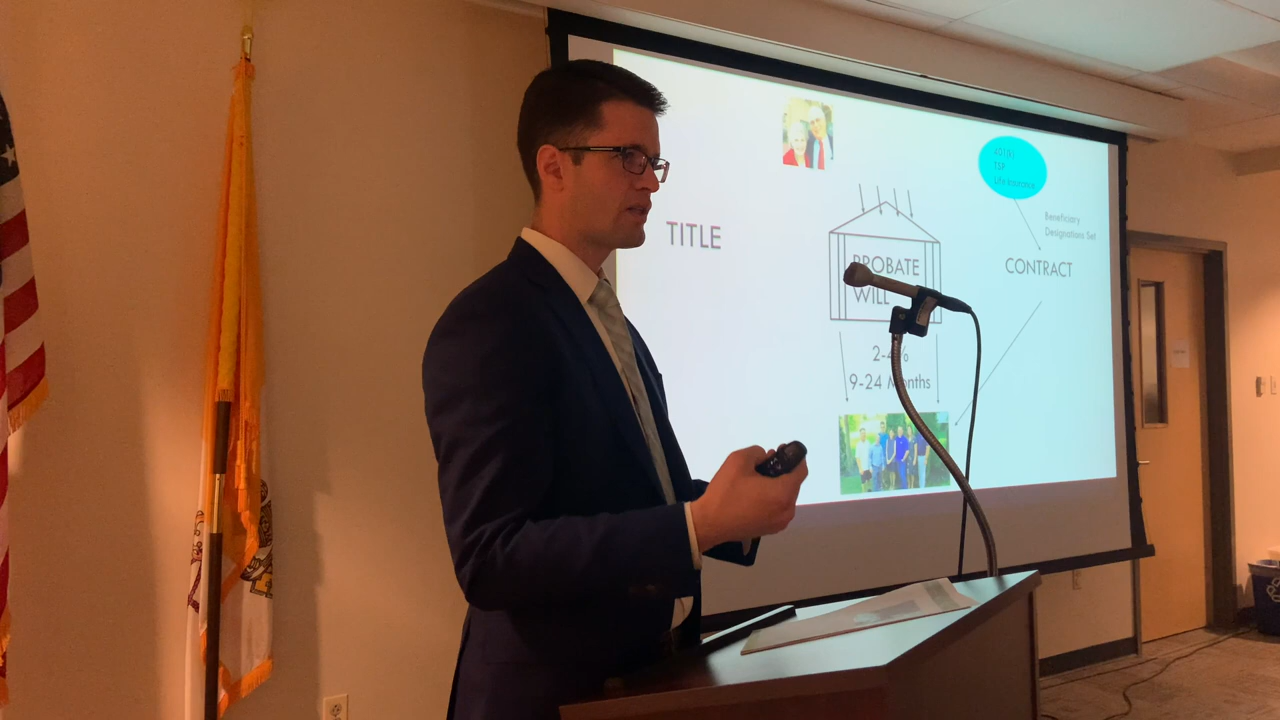 TITLE
PROBATE
WILL
2-4%
9-24 Months
401(k)
TSP
Life Insurance
Beneficiary
Designations Set
CONTRACT